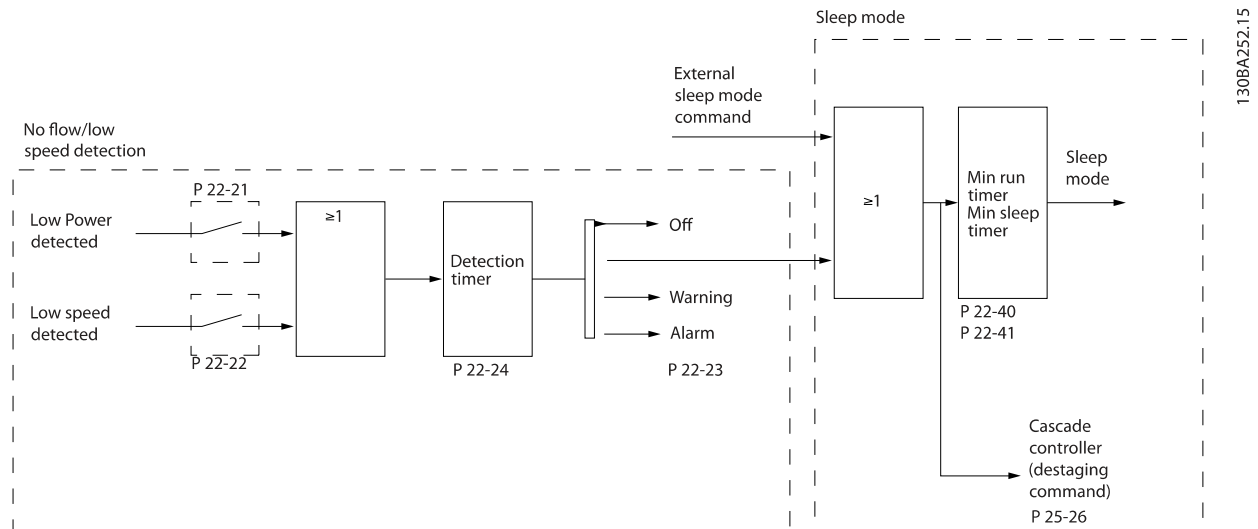 Sleep mode
130BA252.15
External
sleep mode
command
No flow/low
speed detection
P 22-21
Low Power
detected
≥1
Detection
timer
Off
Warning
Alarm
Low speed
detected
P 22-22
P 22-24
P 22-23
≥1
Min run
timer
Min sleep
timer
Sleep
mode
P 22-40
P 22-41
Cascade
controller
(destaging
command)
P 25-26